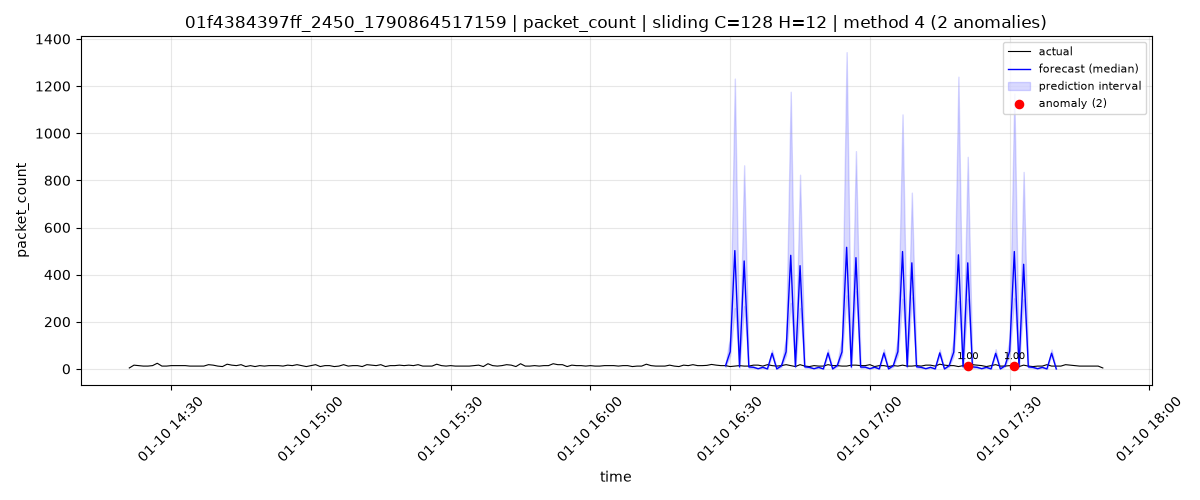 01f4384397ff_2450_1790864517159 | packet_count | sliding C=128 H=12 | method 4 (2 anomalies)
packet_count
1400
1200
1000
800
600
400
200
0
actual
forecast (median)
prediction interval
anomaly (2)
1.00
1.00
01-10 14:30
01-10 15:00
01-10 15:30
01-10 16:00
01-10 16:30
01-10 17:00
01-10 17:30
01-10 18:00
time